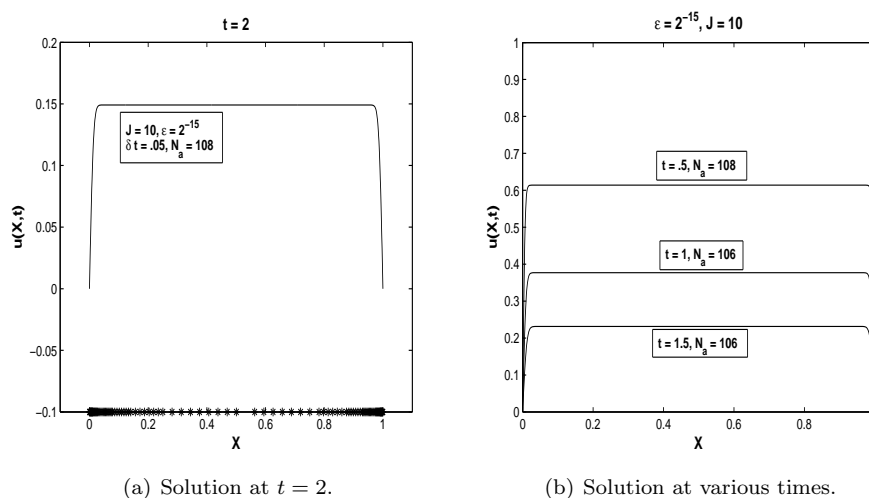 t = 2
0.2
0.15
0.1
0.05
0
−0.05
−0.1
0
0.2
0.4
0.6
0.8
1
u(X,t)
X
J = 10, ε = 2^{-15}
δ t = .05, N_a = 108
(a) Solution at t = 2.
ε = 2^{-15}, J = 10
1
0.9
0.8
0.7
0.6
0.5
0.4
0.3
0.2
0.1
0
0
0.2
0.4
0.6
0.8
u(X,t)
X
t = .5, N_a = 108
t = 1, N_a = 106
t = 1.5, N_a = 106
(b) Solution at various times.